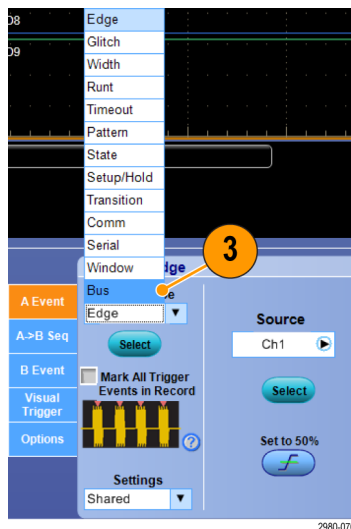 D8
D9
Edge
Glitch
Width
Runt
Timeout
Pattern
State
Setup/Hold
Transition
Comm
Serial
Window
Bus
3
dge
A Event
A->B Seq
B Event
Visual
Trigger
Options
Edge
Select
Mark All Trigger
Events in Record
Settings
Shared
Source
Ch1
Select
Set to 50%